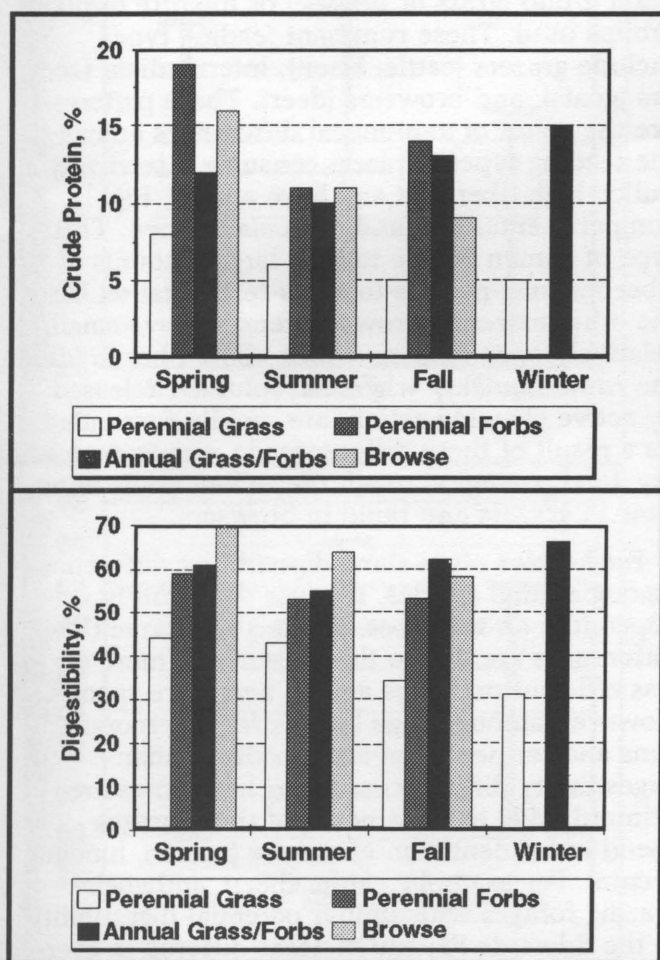 20
15
10
5
0
Crude Protein, %
Spring Summer Fall Winter
Perennial Grass Perennial Forbs
Annual Grass/Forbs Browse
70
60
50
40
30
20
10
0
Digestibility, %
Spring Summer Fall Winter
Perennial Grass Perennial Forbs
Annual Grass/Forbs Browse